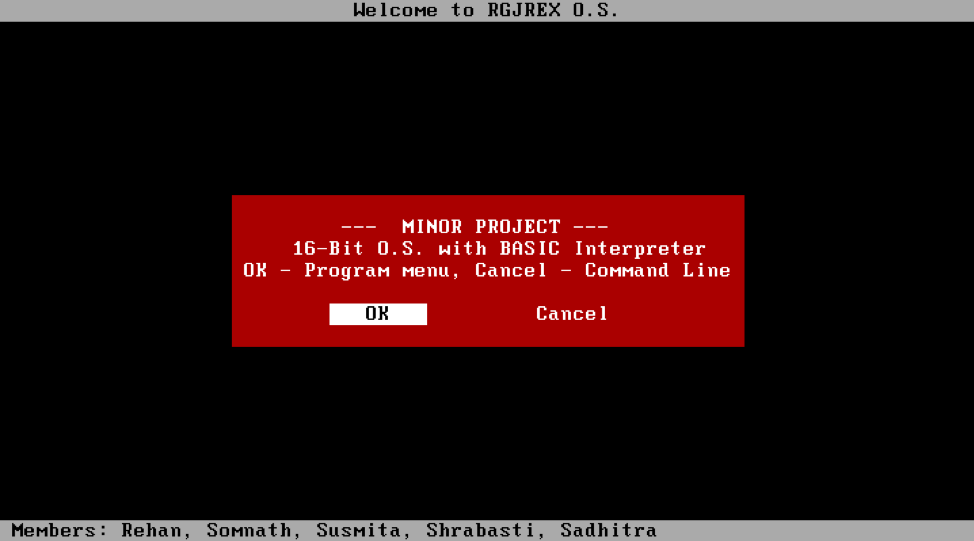 Welcome to RGJREX O.S.
--- MINOR PROJECT ---
16-Bit O.S. with BASIC Interpreter
OK - Program menu, Cancel - Command Line
OK Cancel
Members: Rehan, Somnath, Susmita, Shrabasti, Sadhitra